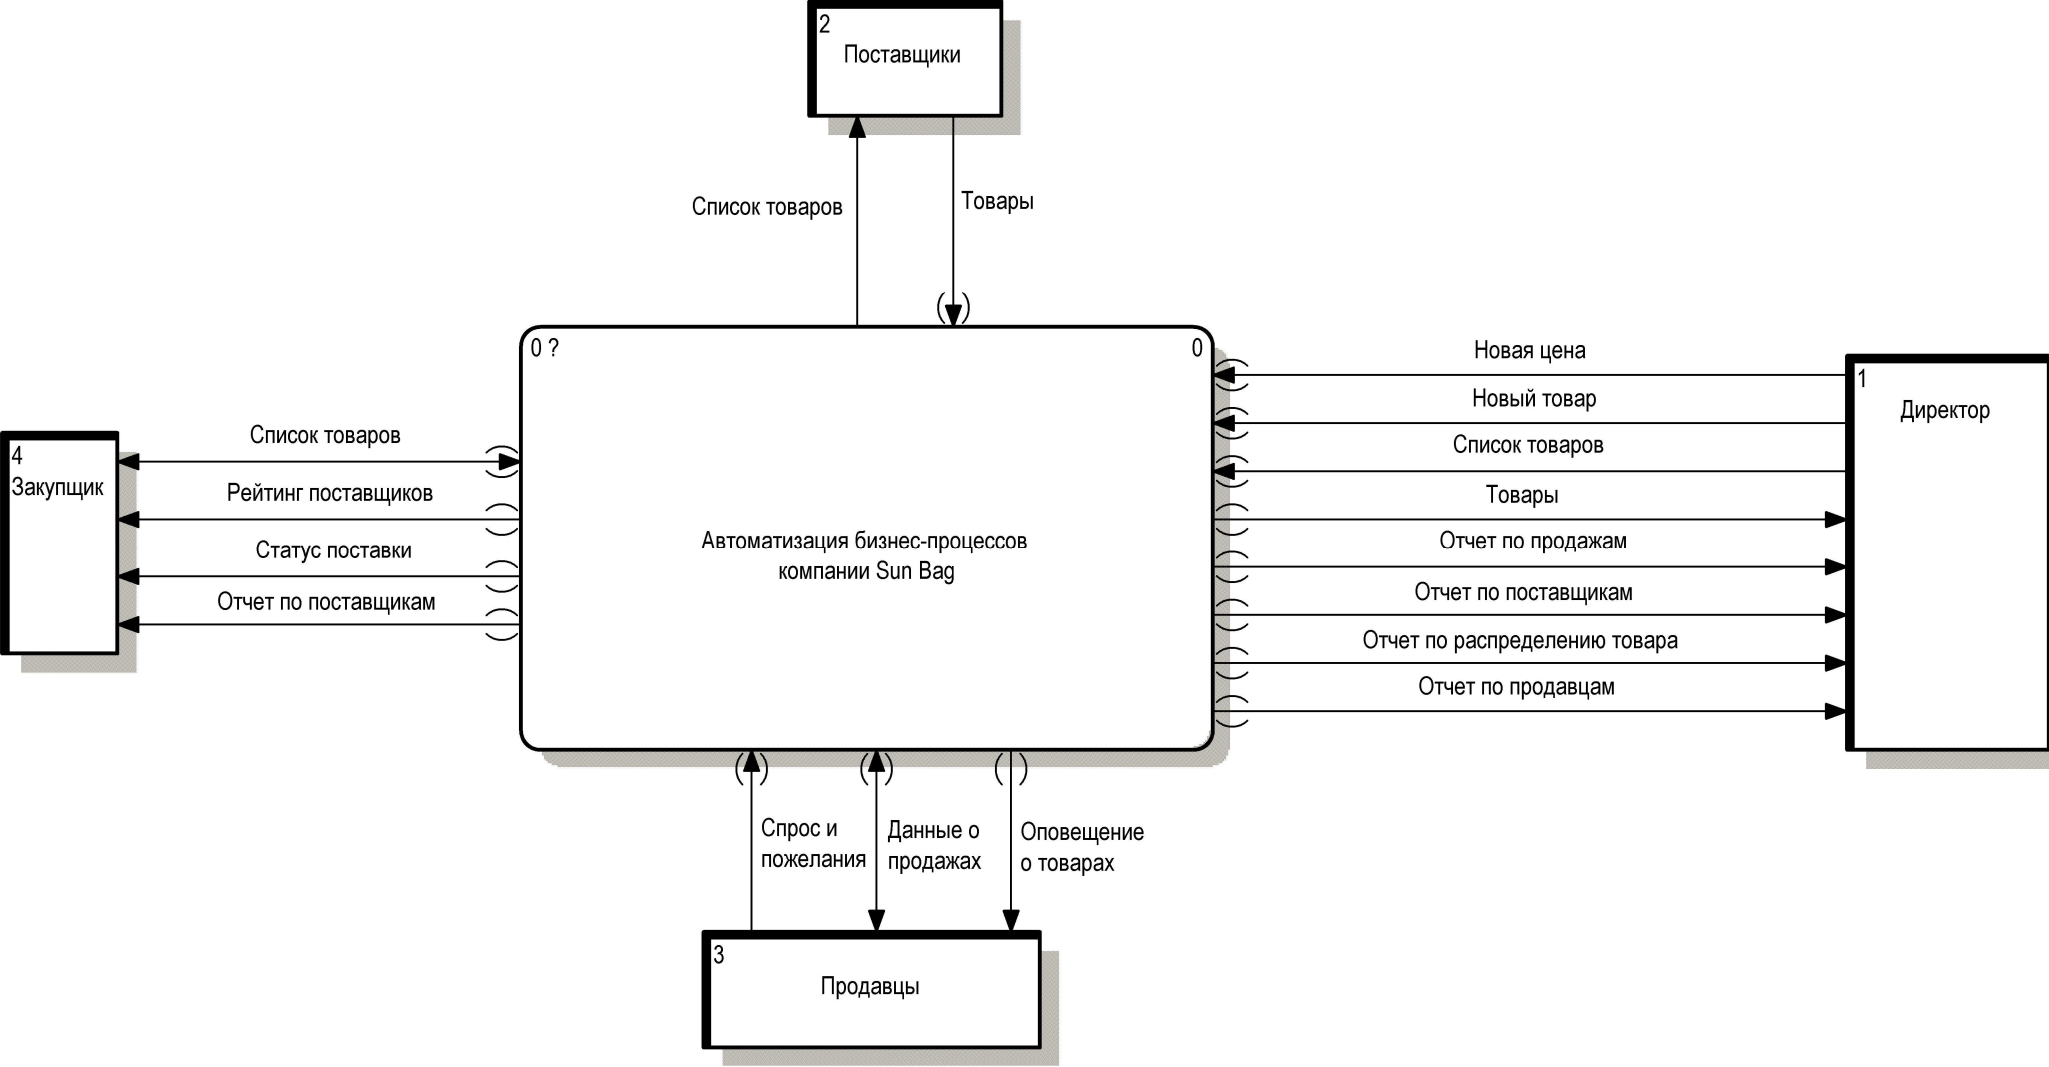 2
Поставщики
Список товаров
Товары
0 ?
0
Новая цена
Новый товар
Список товаров
Товары
Отчет по продажам
Отчет по поставщикам
Отчет по распределению товара
Отчет по продавцам
1
Директор
4
Закупщик
Список товаров
Рейтинг поставщиков
Статус поставки
Отчет по поставщикам
Автоматизация бизнес-процессов
компании Sun Bag
Спрос и
пожелания
Данные о
продажах
Оповещение
о товарах
3
Продавцы